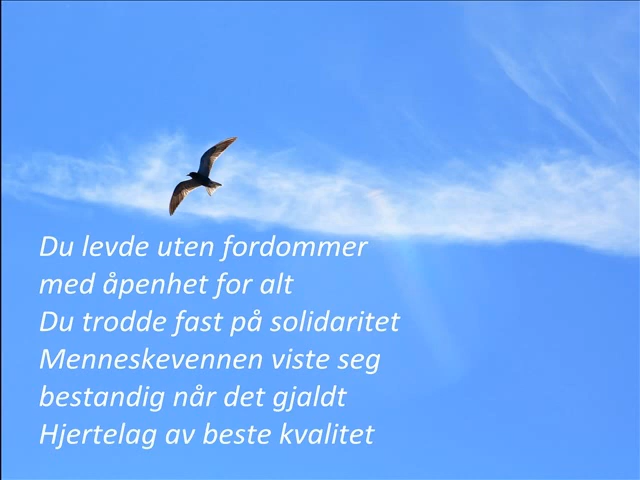 Du levde uten fordommer
med åpenhet for alt
Du trodde fast på solidaritet
Menneskevennen viste seg
bestandig når det gjaldt
Hjertelag av beste kvalitet